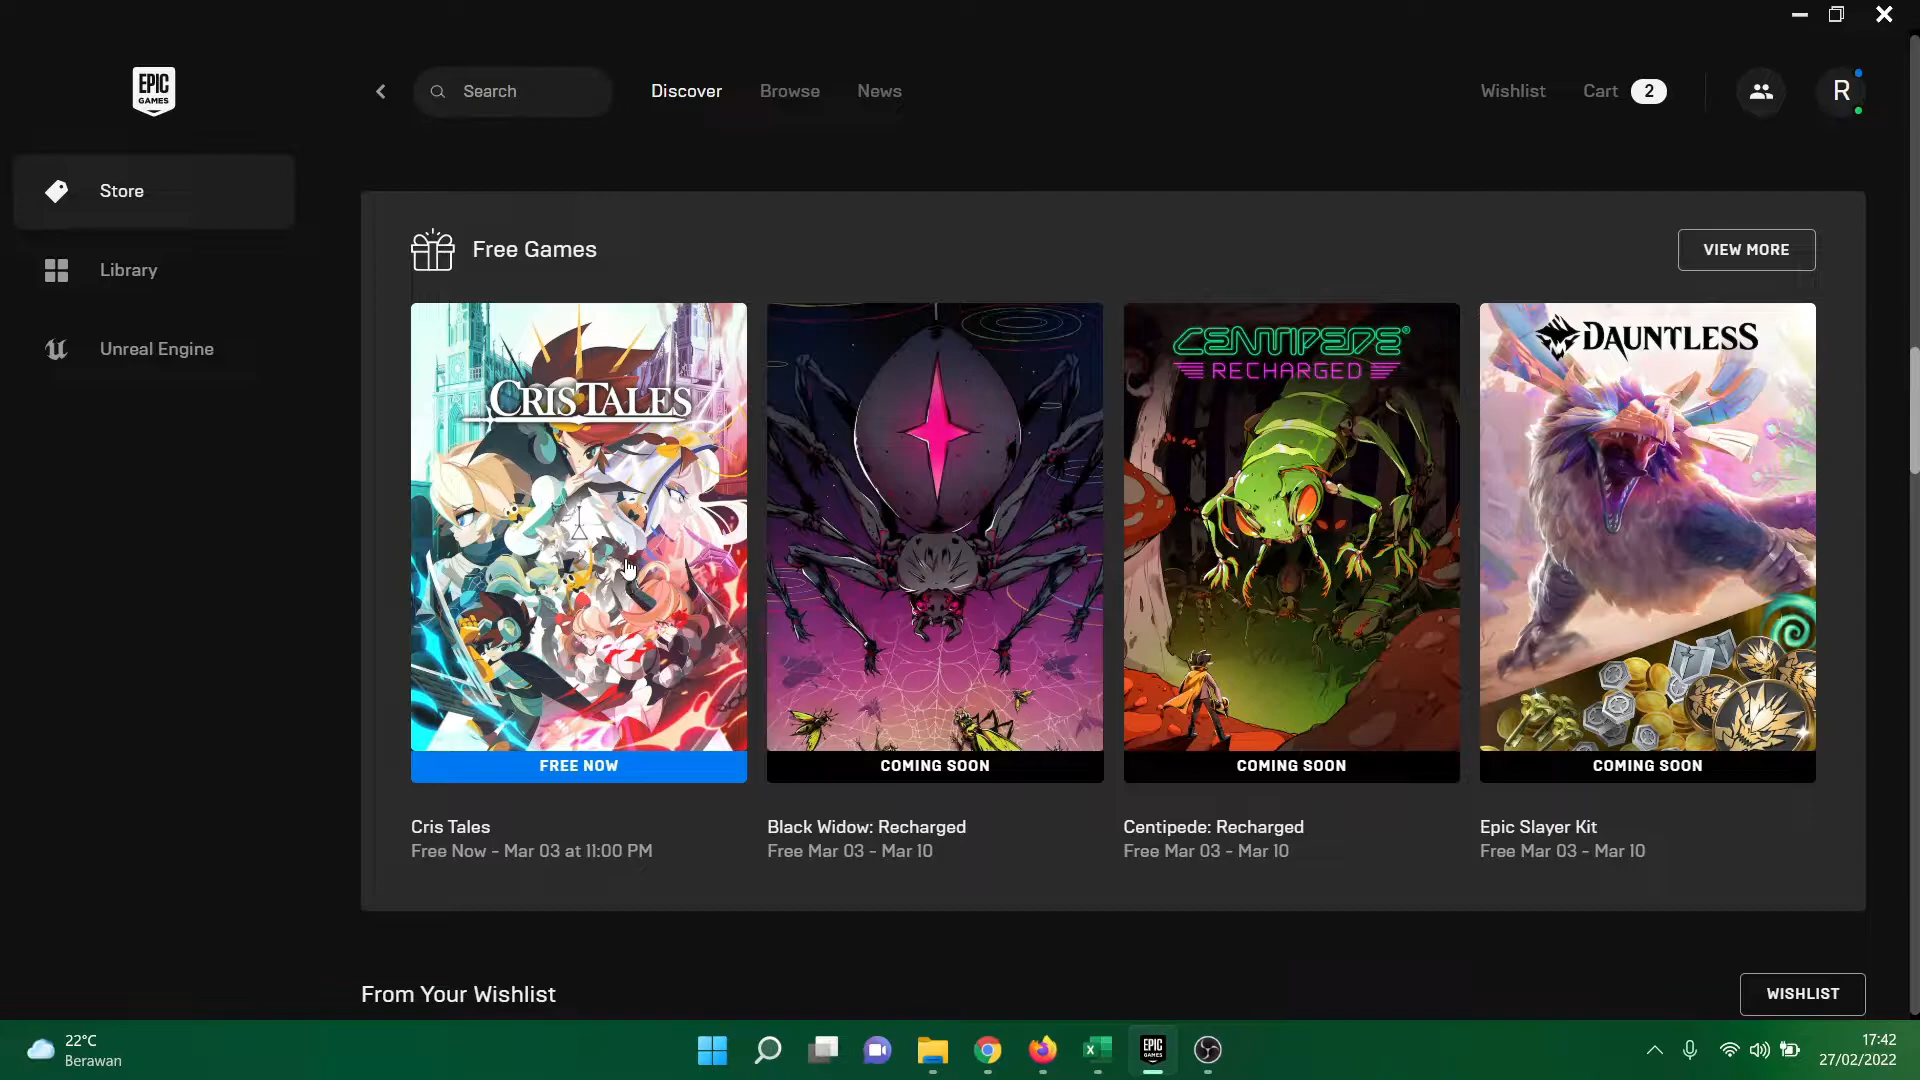 EPIC
GAMES
Search
Discover
Browse
News
Wishlist
Cart
2
R
Store
Library
Unreal Engine
Free Games
VIEW MORE
CRIS TALES
CENTIPEDE®
RECHARGED
DAUNTLESS
FREE NOW
COMING SOON
COMING SOON
COMING SOON
Cris Tales
Free Now - Mar 03 at 11:00 PM
Black Widow: Recharged
Free Mar 03 - Mar 10
Centipede: Recharged
Free Mar 03 - Mar 10
Epic Slayer Kit
Free Mar 03 - Mar 10
From Your Wishlist
WISHLIST
22°C
Berawan
EPIC
GAMES
17:42
27/02/2022